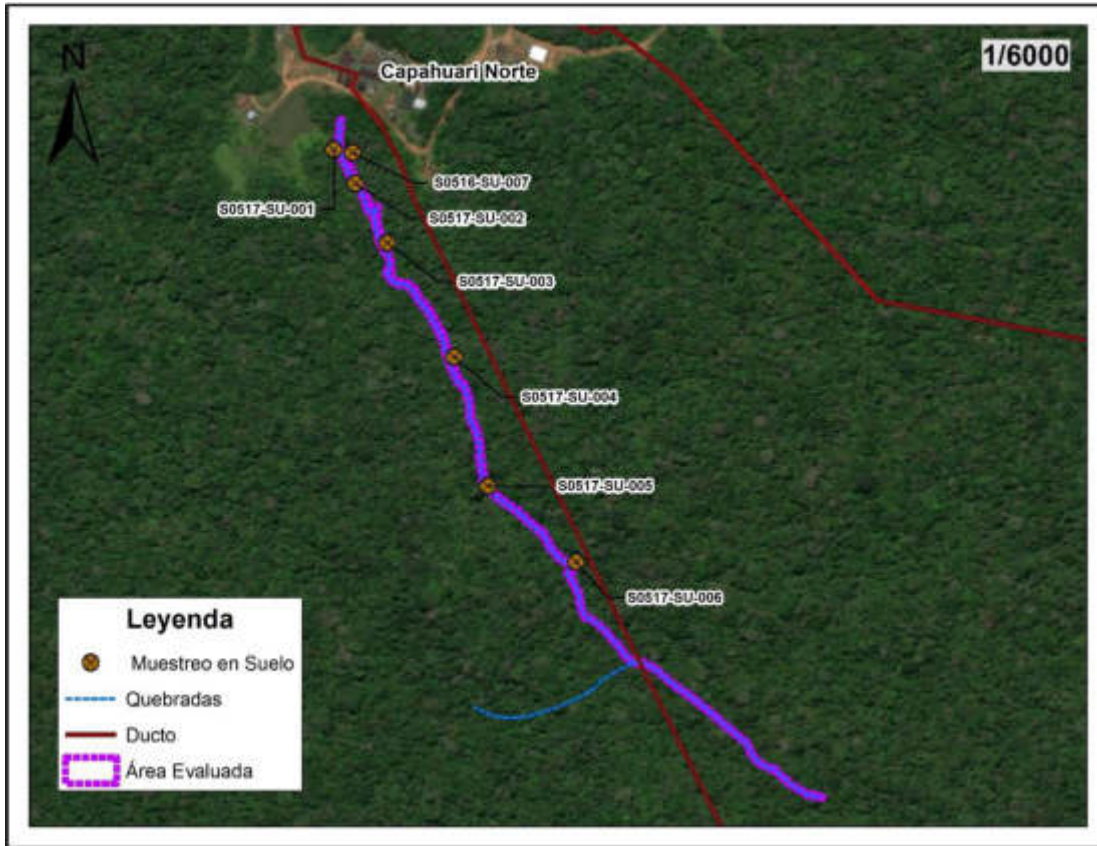 N
1/6000
Capahuari Norte
S0516-SU-007
S0517-SU-001
S0517-SU-002
S0517-SU-003
S0517-SU-004
S0517-SU-005
S0517-SU-006
Leyenda
Muestreo en Suelo
Quebradas
Ducto
Área Evaluada